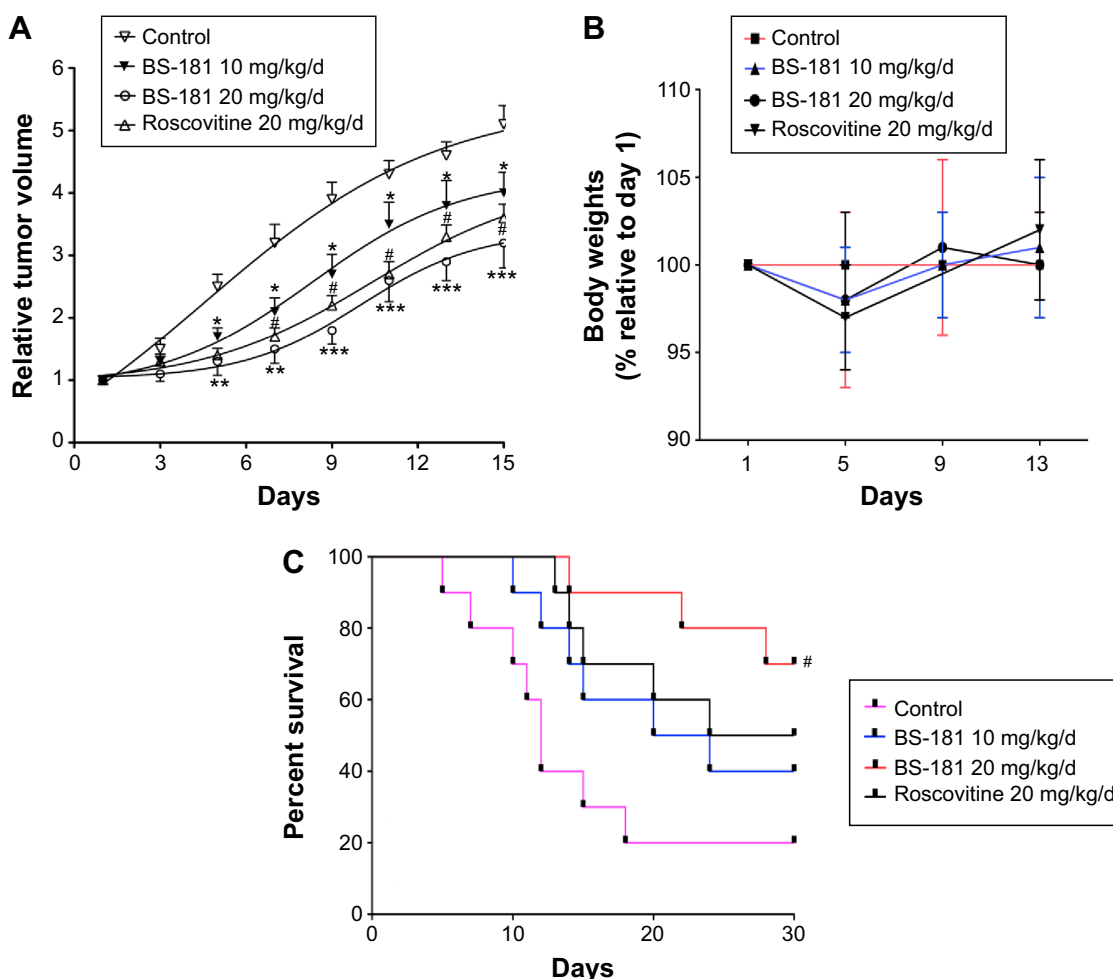 A
Control
BS-181 10 mg/kg/d
BS-181 20 mg/kg/d
Roscovitine 20 mg/kg/d
Relative tumor volume
6
5
4
3
2
1
0
* * * * * *
# # # # #
** ** *** *** *** ***
0 3 6 9 12 15
Days
B
Control
BS-181 10 mg/kg/d
BS-181 20 mg/kg/d
Roscovitine 20 mg/kg/d
Body weights
(% relative to day 1)
110
105
100
95
90
1 5 9 13
Days
C
Percent survival
100
80
60
40
20
0
#
0 10 20 30
Days
Control
BS-181 10 mg/kg/d
BS-181 20 mg/kg/d
Roscovitine 20 mg/kg/d